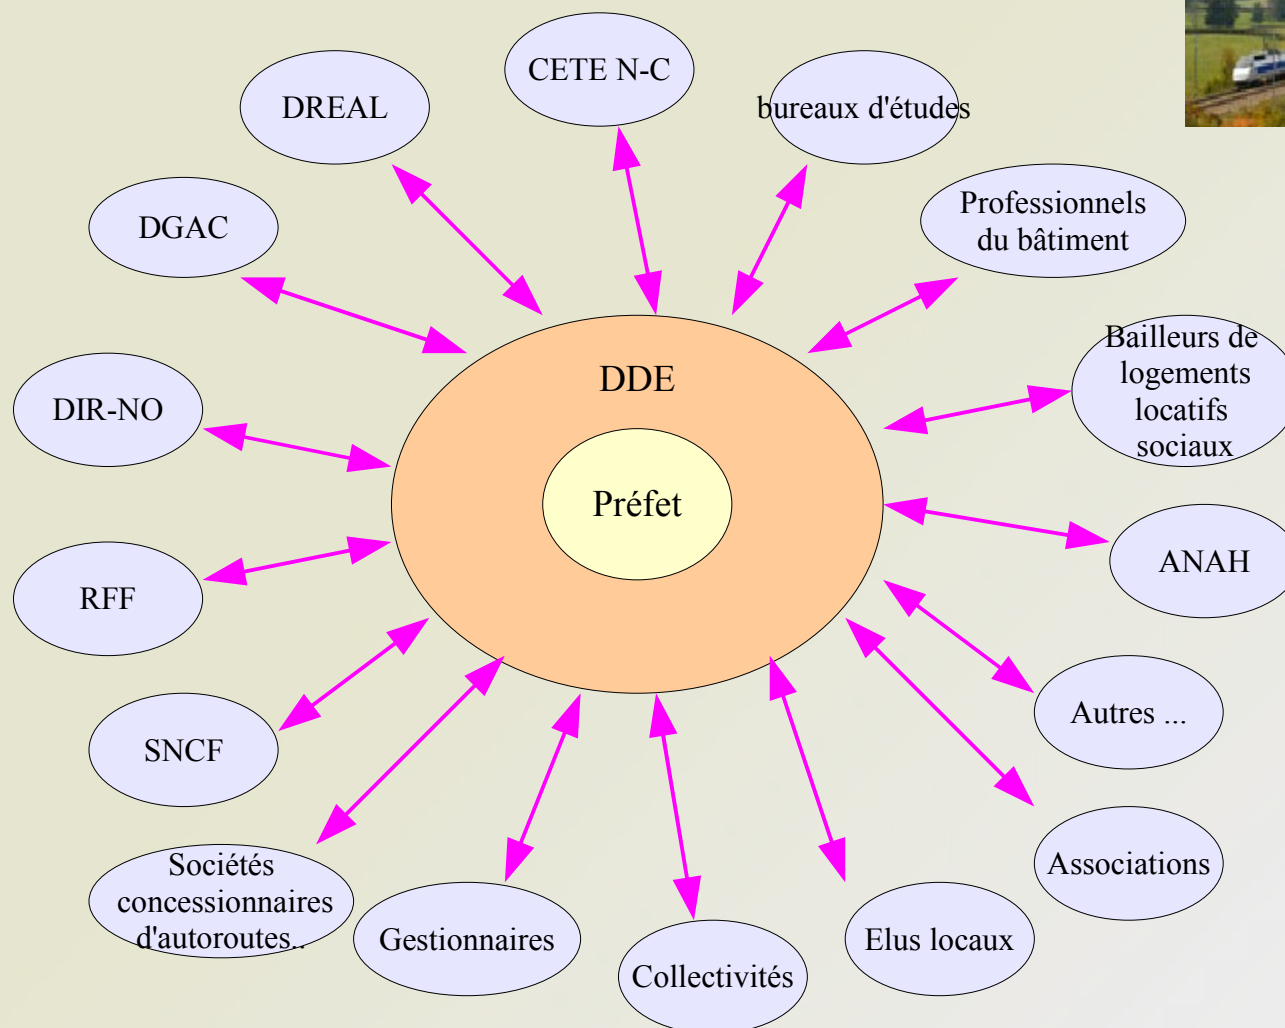 CETE N-C
DREAL
bureaux d'études
Professionnels
du bâtiment
DGAC
Bailleurs de
logements
locatifs
sociaux
DDE
DIR-NO
Préfet
ANAH
RFF
Autres ...
SNCF
Associations
Sociétés
concessionnaires
d'autoroutes..
Gestionnaires
Elus locaux
Collectivités